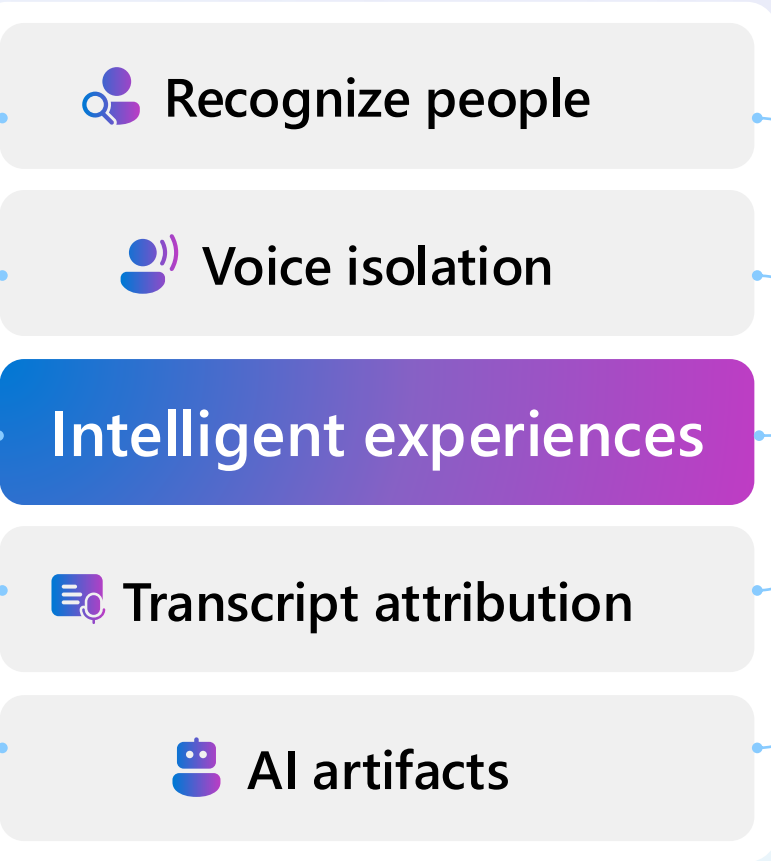 Recognize people
Voice isolation
Intelligent experiences
Transcript attribution
AI artifacts